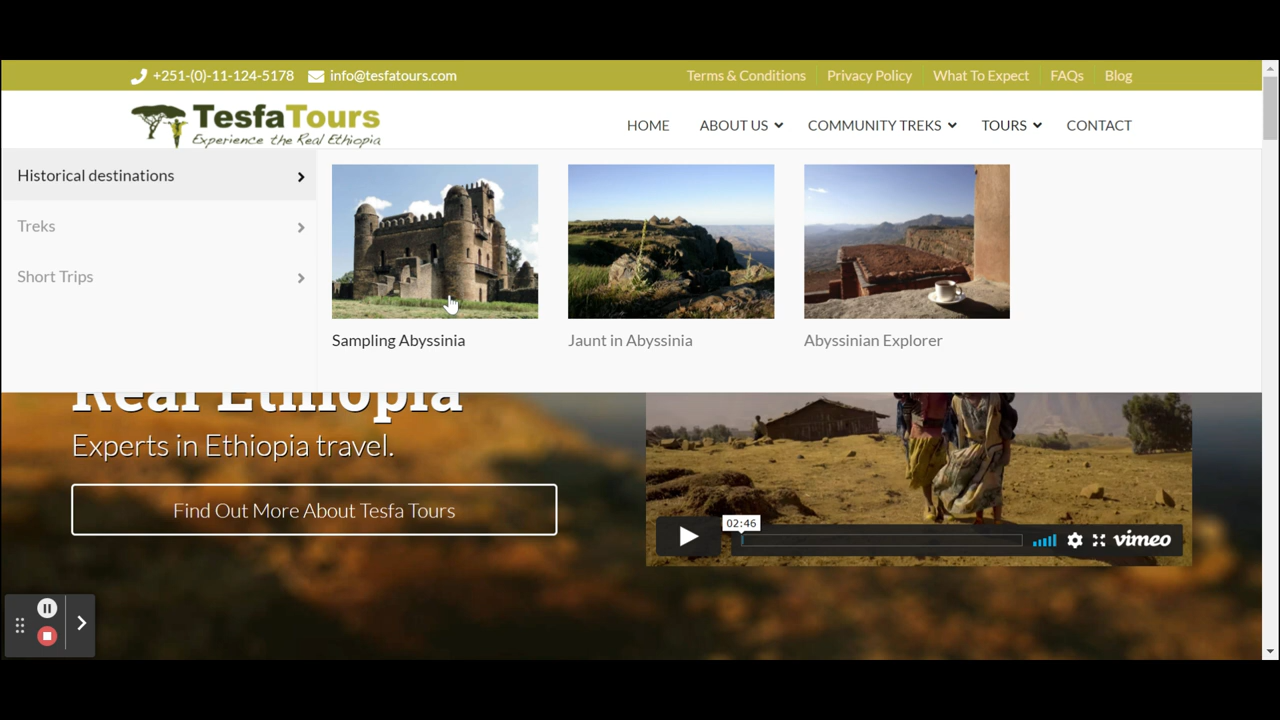 +251-(0)-11-124-5178 info@tesfatours.com Terms & Conditions Privacy Policy What To Expect FAQs Blog
TesfaTours
Experience the Real Ethiopia
HOME ABOUT US COMMUNITY TREKS TOURS CONTACT
Historical destinations
Treks
Short Trips
Sampling Abyssinia Jaunt in Abyssinia Abyssinian Explorer
Real Ethiopia
Experts in Ethiopia travel.
Find Out More About Tesfa Tours
02:46
vimeo